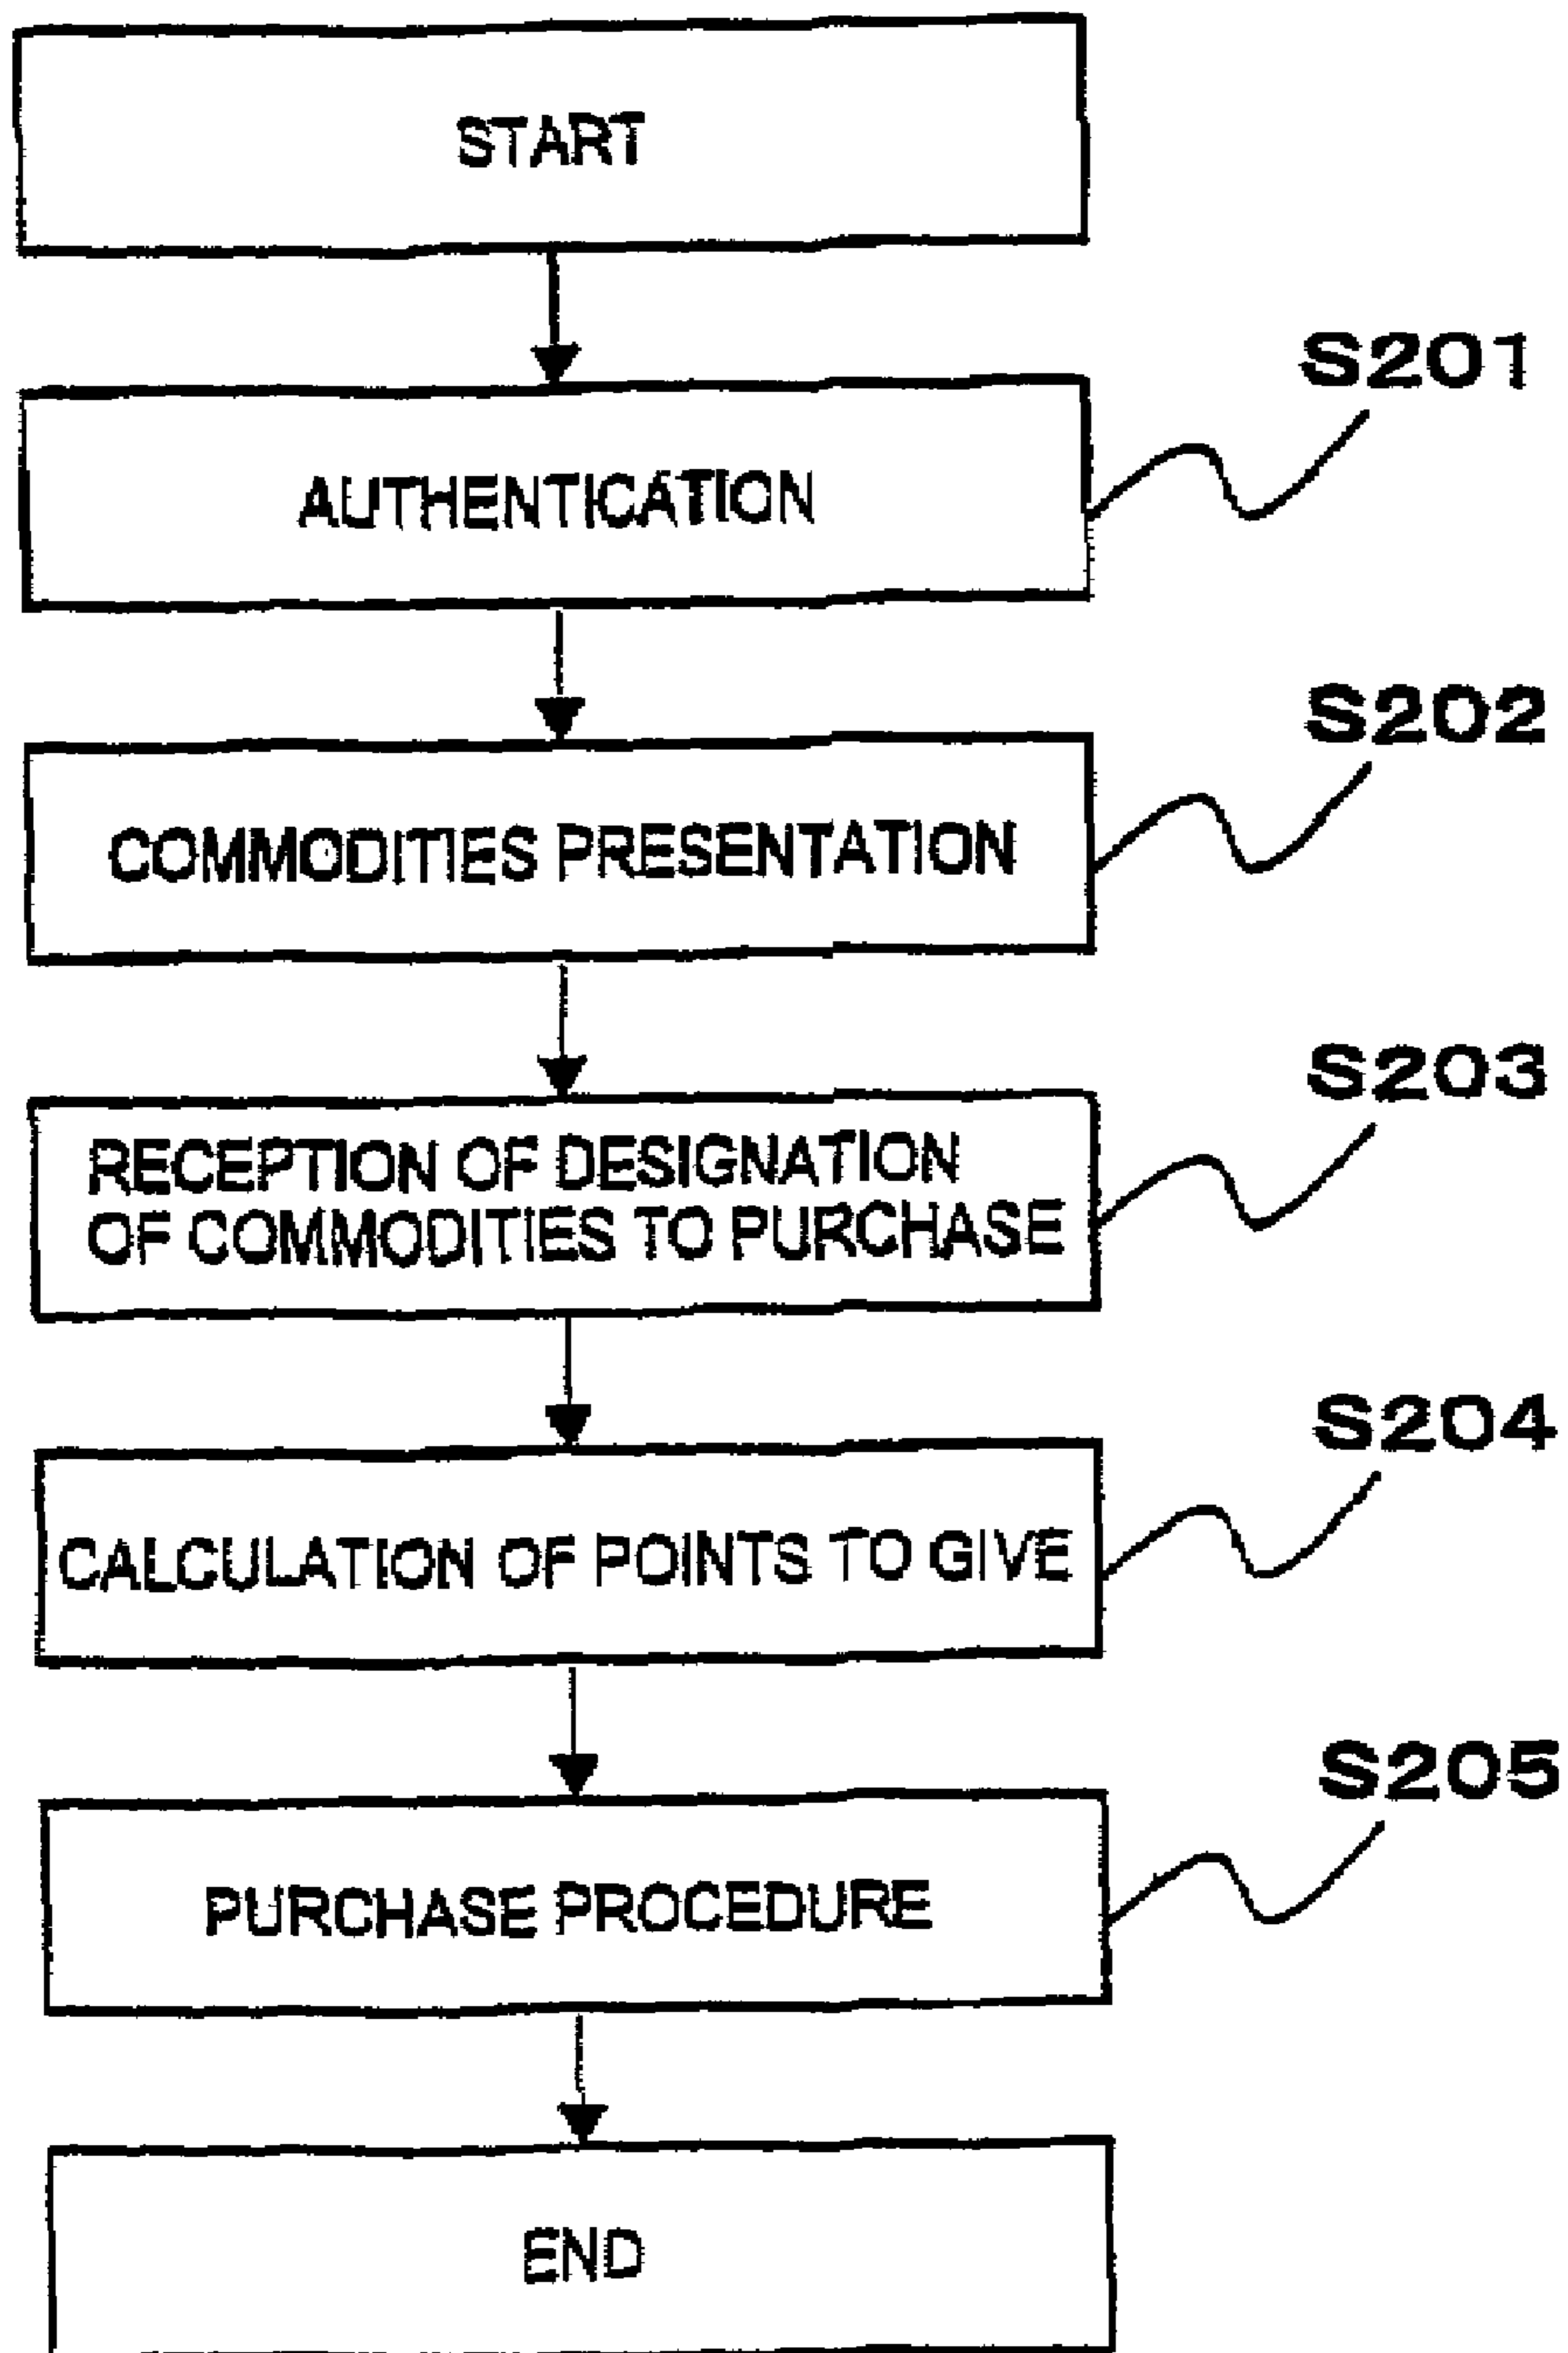 START
S201
AUTHENTICATION
S202
COMMODITIES PRESENTATION
S203
RECEPTION OF DESIGNATION
OF COMMODITIES TO PURCHASE
S204
CALCULATION OF POINTS TO GIVE
S205
PURCHASE PROCEDURE
END